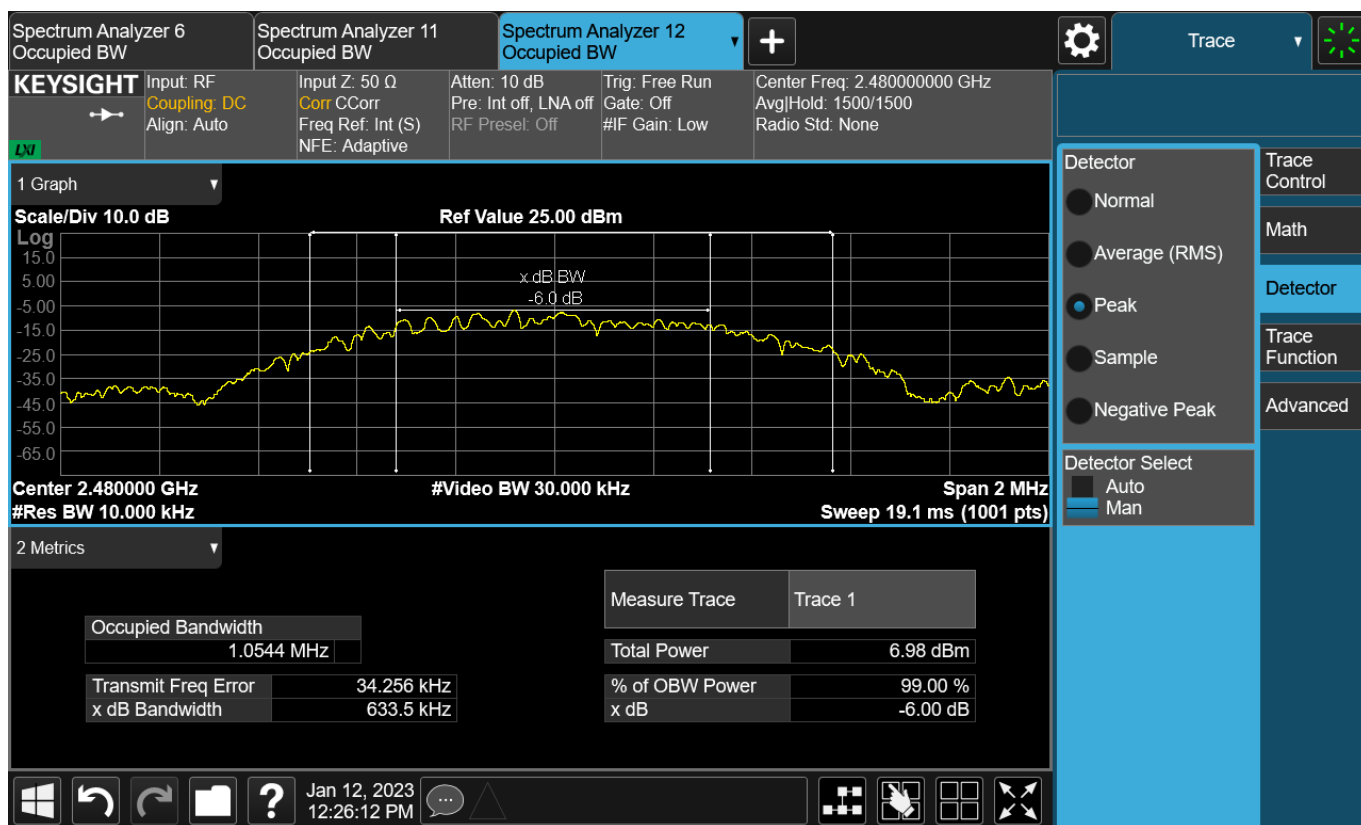 Spectrum Analyzer 6
Occupied BW
Spectrum Analyzer 11
Occupied BW
Spectrum Analyzer 12
Occupied BW
Trace
KEYSIGHT
LXI
Input: RF
Coupling: DC
Align: Auto
Input Z: 50 Ω
Corr CCorr
Freq Ref: Int (S)
NFE: Adaptive
Atten: 10 dB
Pre: Int off, LNA off
RF Presel: Off
Trig: Free Run
Gate: Off
#IF Gain: Low
Center Freq: 2.480000000 GHz
Avg|Hold: 1500/1500
Radio Std: None
1 Graph
Scale/Div 10.0 dB
Ref Value 25.00 dBm
Log
15.0
5.00
-5.00
-15.0
-25.0
-35.0
-45.0
-55.0
-65.0
x dB BW
-6.0 dB
Center 2.480000 GHz
#Video BW 30.000 kHz
Span 2 MHz
#Res BW 10.000 kHz
Sweep 19.1 ms (1001 pts)
2 Metrics
Measure Trace
Trace 1
Occupied Bandwidth
1.0544 MHz
Total Power
6.98 dBm
Transmit Freq Error
34.256 kHz
% of OBW Power
99.00 %
x dB Bandwidth
633.5 kHz
x dB
-6.00 dB
Detector
Normal
Average (RMS)
Peak
Sample
Negative Peak
Detector Select
Auto
Man
Trace
Control
Math
Detector
Trace
Function
Advanced
?
Jan 12, 2023
12:26:12 PM